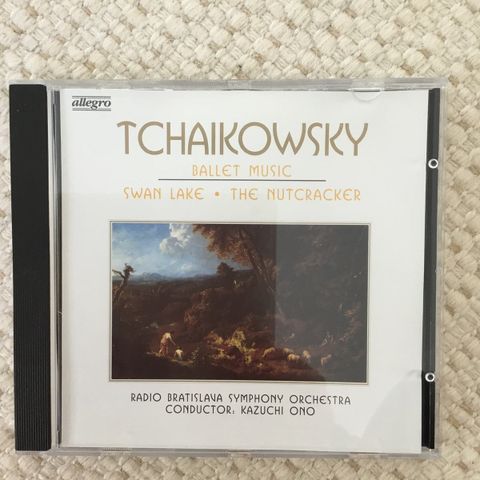 allegro
TCHAIKOWSKY
BALLET MUSIC
SWAN LAKE • THE NUTCRACKER
RADIO BRATISLAVA SYMPHONY ORCHESTRA
CONDUCTOR: KAZUCHI ONO